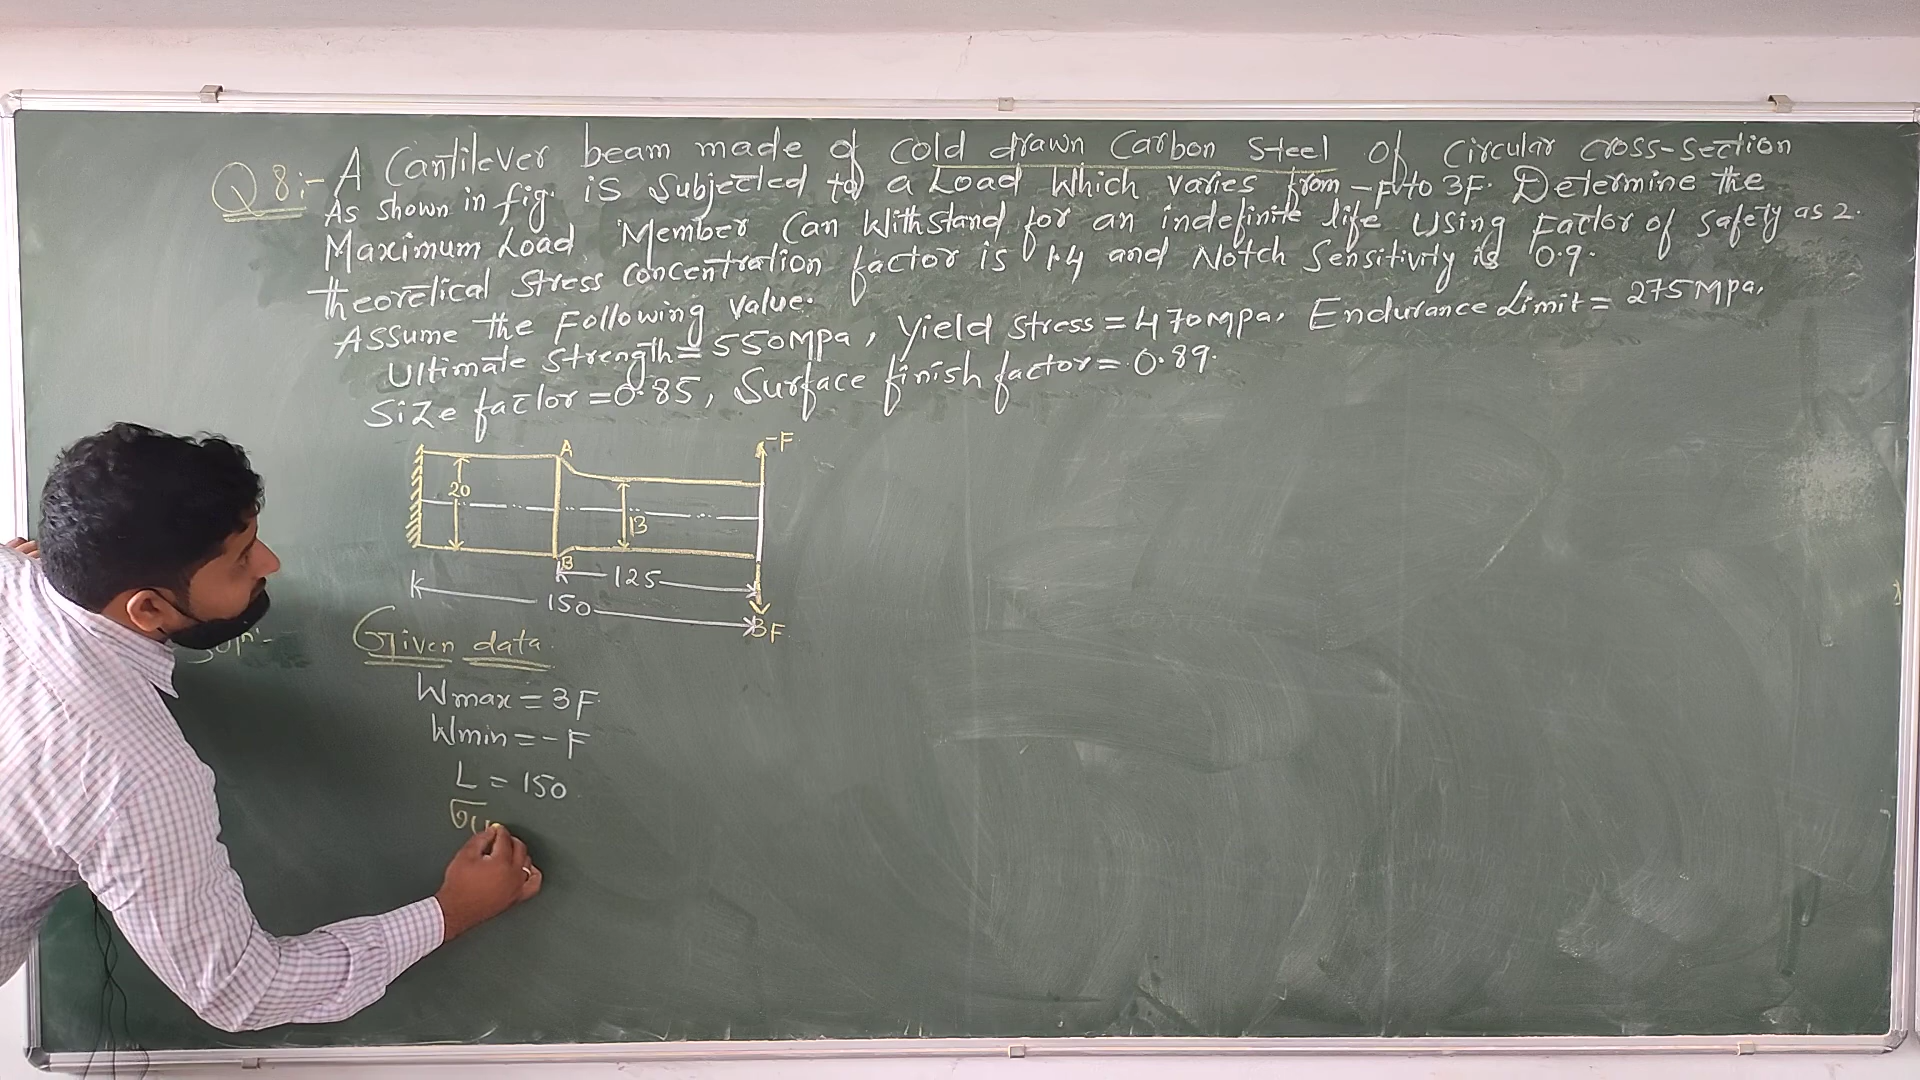 Q8:- A Cantilever beam made of cold drawn Carbon Steel of Circular cross-section
As shown in fig. is Subjected to a Load Which varies from -F to 3F. Determine the
Maximum Load Member Can Withstand for an indefinite life Using Factor of safety as 2.
Theoretical Stress Concentration factor is 1.4 and Notch Sensitivity is 0.9.
Assume the Following value.
Ultimate Strength = 550MPa, Yield Stress = 470MPa, Endurance Limit = 275MPa,
Size factor = 0.85, Surface finish factor = 0.89.
A
-F
20
13
B
125
150
3F
Soln:-
Given data
Wmax = 3F
Wmin = -F
L = 150
σu